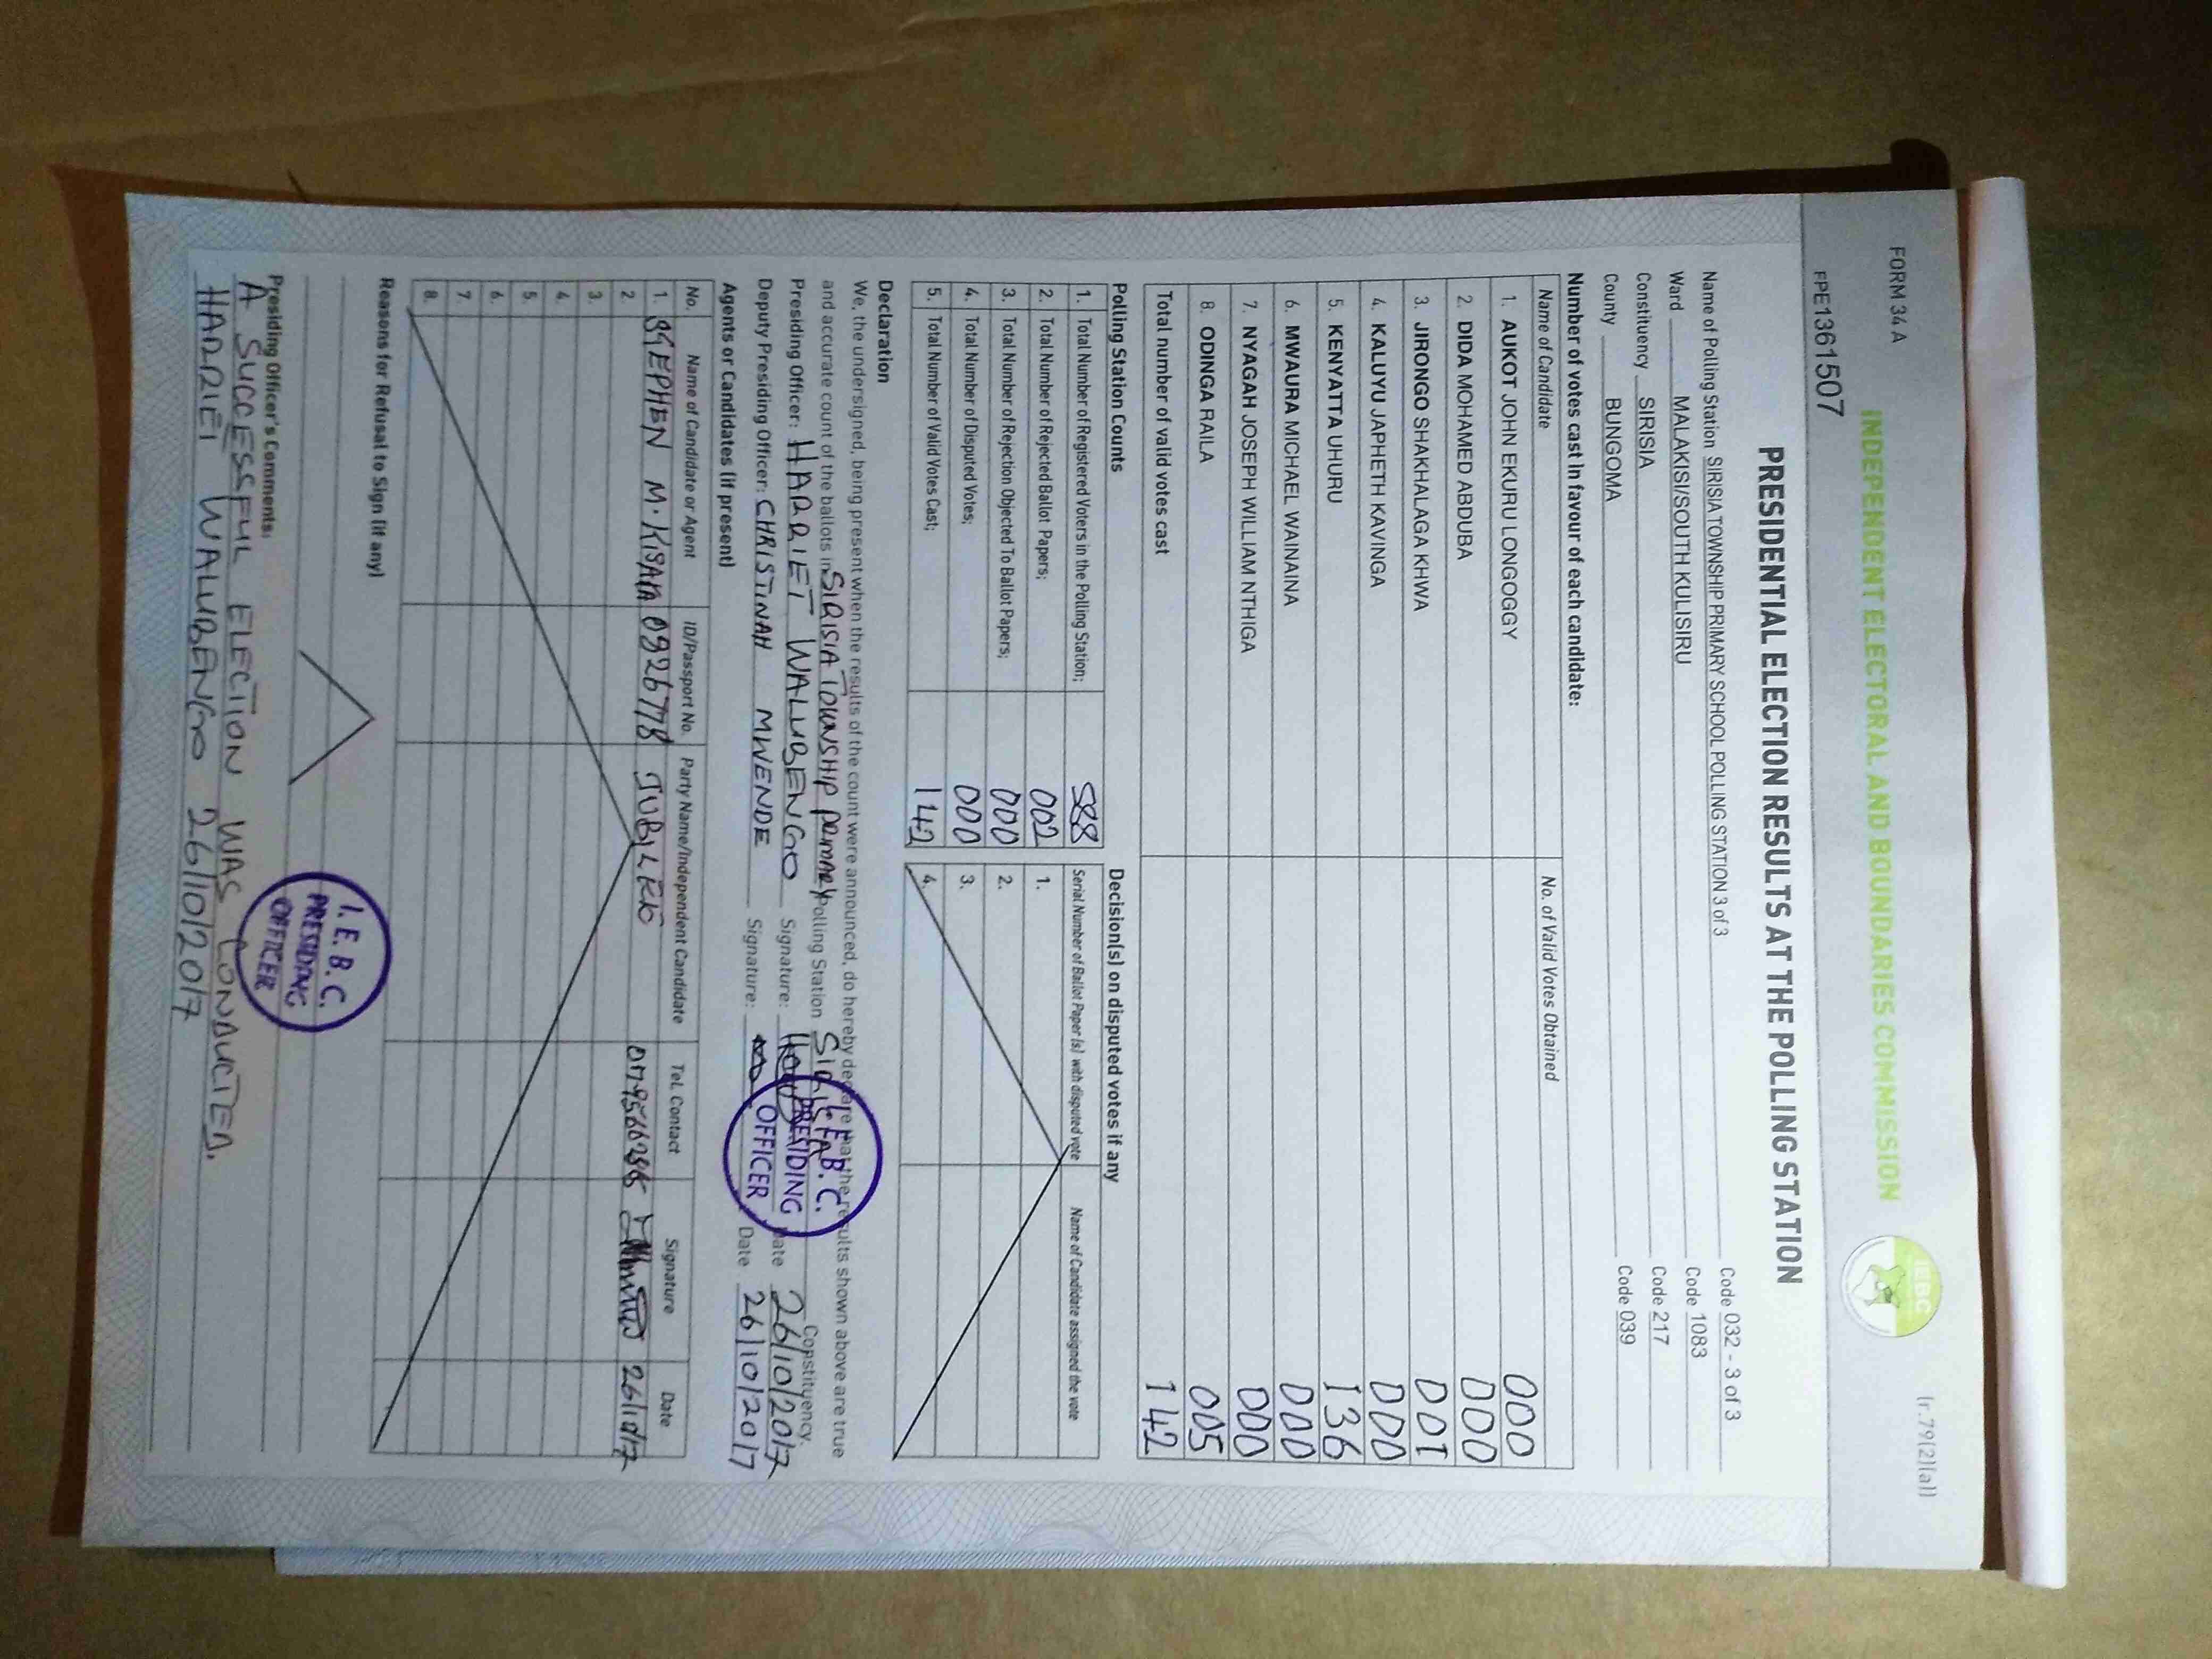 FORM 34 A
(r.79(2)(a))
INDEPENDENT ELECTORAL AND BOUNDARIES COMMISSION
IEBC
FPE1361507
PRESIDENTIAL ELECTION RESULTS AT THE POLLING STATION
Name of Polling Station SIRISIA TOWNSHIP PRIMARY SCHOOL POLLING STATION 3 of 3 Code 032 - 3 of 3
Ward MALAKISI/SOUTH KULISIRU Code 1083
Constituency SIRISIA Code 217
County BUNGOMA Code 039
Number of votes cast in favour of each candidate:
Name of Candidate No. of Valid Votes Obtained
1. AUKOT JOHN EKURU LONGOGGY 000
2. DIDA MOHAMED ABDUBA 000
3. JIRONGO SHAKHALAGA KHWA 001
4. KALUYU JAPHETH KAVINGA 000
5. KENYATTA UHURU 136
6. MWAURA MICHAEL WAINAINA 000
7. NYAGAH JOSEPH WILLIAM NTHIGA 000
8. ODINGA RAILA 005
Total number of valid votes cast 142
Polling Station Counts Decision(s) on disputed votes if any
1. Total Number of Registered Voters in the Polling Station; 588 Serial Number of Ballot Paper (s) with disputed vote Name of Candidate assigned the vote
2. Total Number of Rejected Ballot Papers; 002 1.
3. Total Number of Rejection Objected To Ballot Papers; 000 2.
4. Total Number of Disputed Votes; 000 3.
5. Total Number of Valid Votes Cast; 142 4.
Declaration
We, the undersigned, being present when the results of the count were announced, do hereby declare that the results shown above are true
and accurate count of the ballots in SIRISIA TOWNSHIP PRIMARY Polling Station SIRISIA Constituency.
Presiding Officer: HARRIET WALUBENGO Signature: Date 26/10/2017
Deputy Presiding Officer: CHRISTINAH MWENDE Signature: Date 26/10/2017
I.E.B.C.
PRESIDING
OFFICER
Agents or Candidates (if present)
No. Name of Candidate or Agent ID/Passport No. Party Name/Independent Candidate Tel. Contact Signature Date
1. STEPHEN M. KISAKA 0926778 JUBILEE 26/10/17
2.
3.
4.
5.
6.
7.
8.
Reasons for Refusal to Sign (if any)
Presiding Officer's Comments:
A SUCCESSFUL ELECTION WAS CONDUCTED.
HARRIET WALUBENGO 26/10/2017
I.E.B.C.
PRESIDING
OFFICER